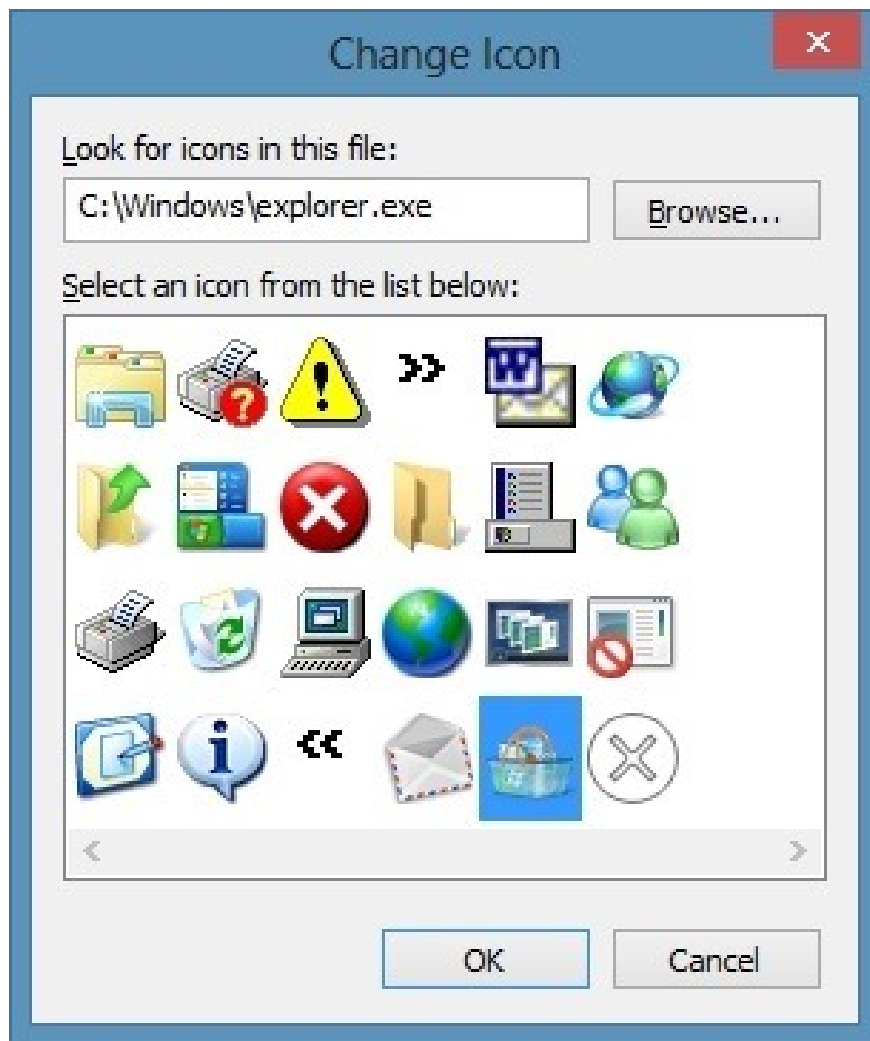 Change Icon
Look for icons in this file:
C:\Windows\explorer.exe
Browse...
Select an icon from the list below:
OK
Cancel